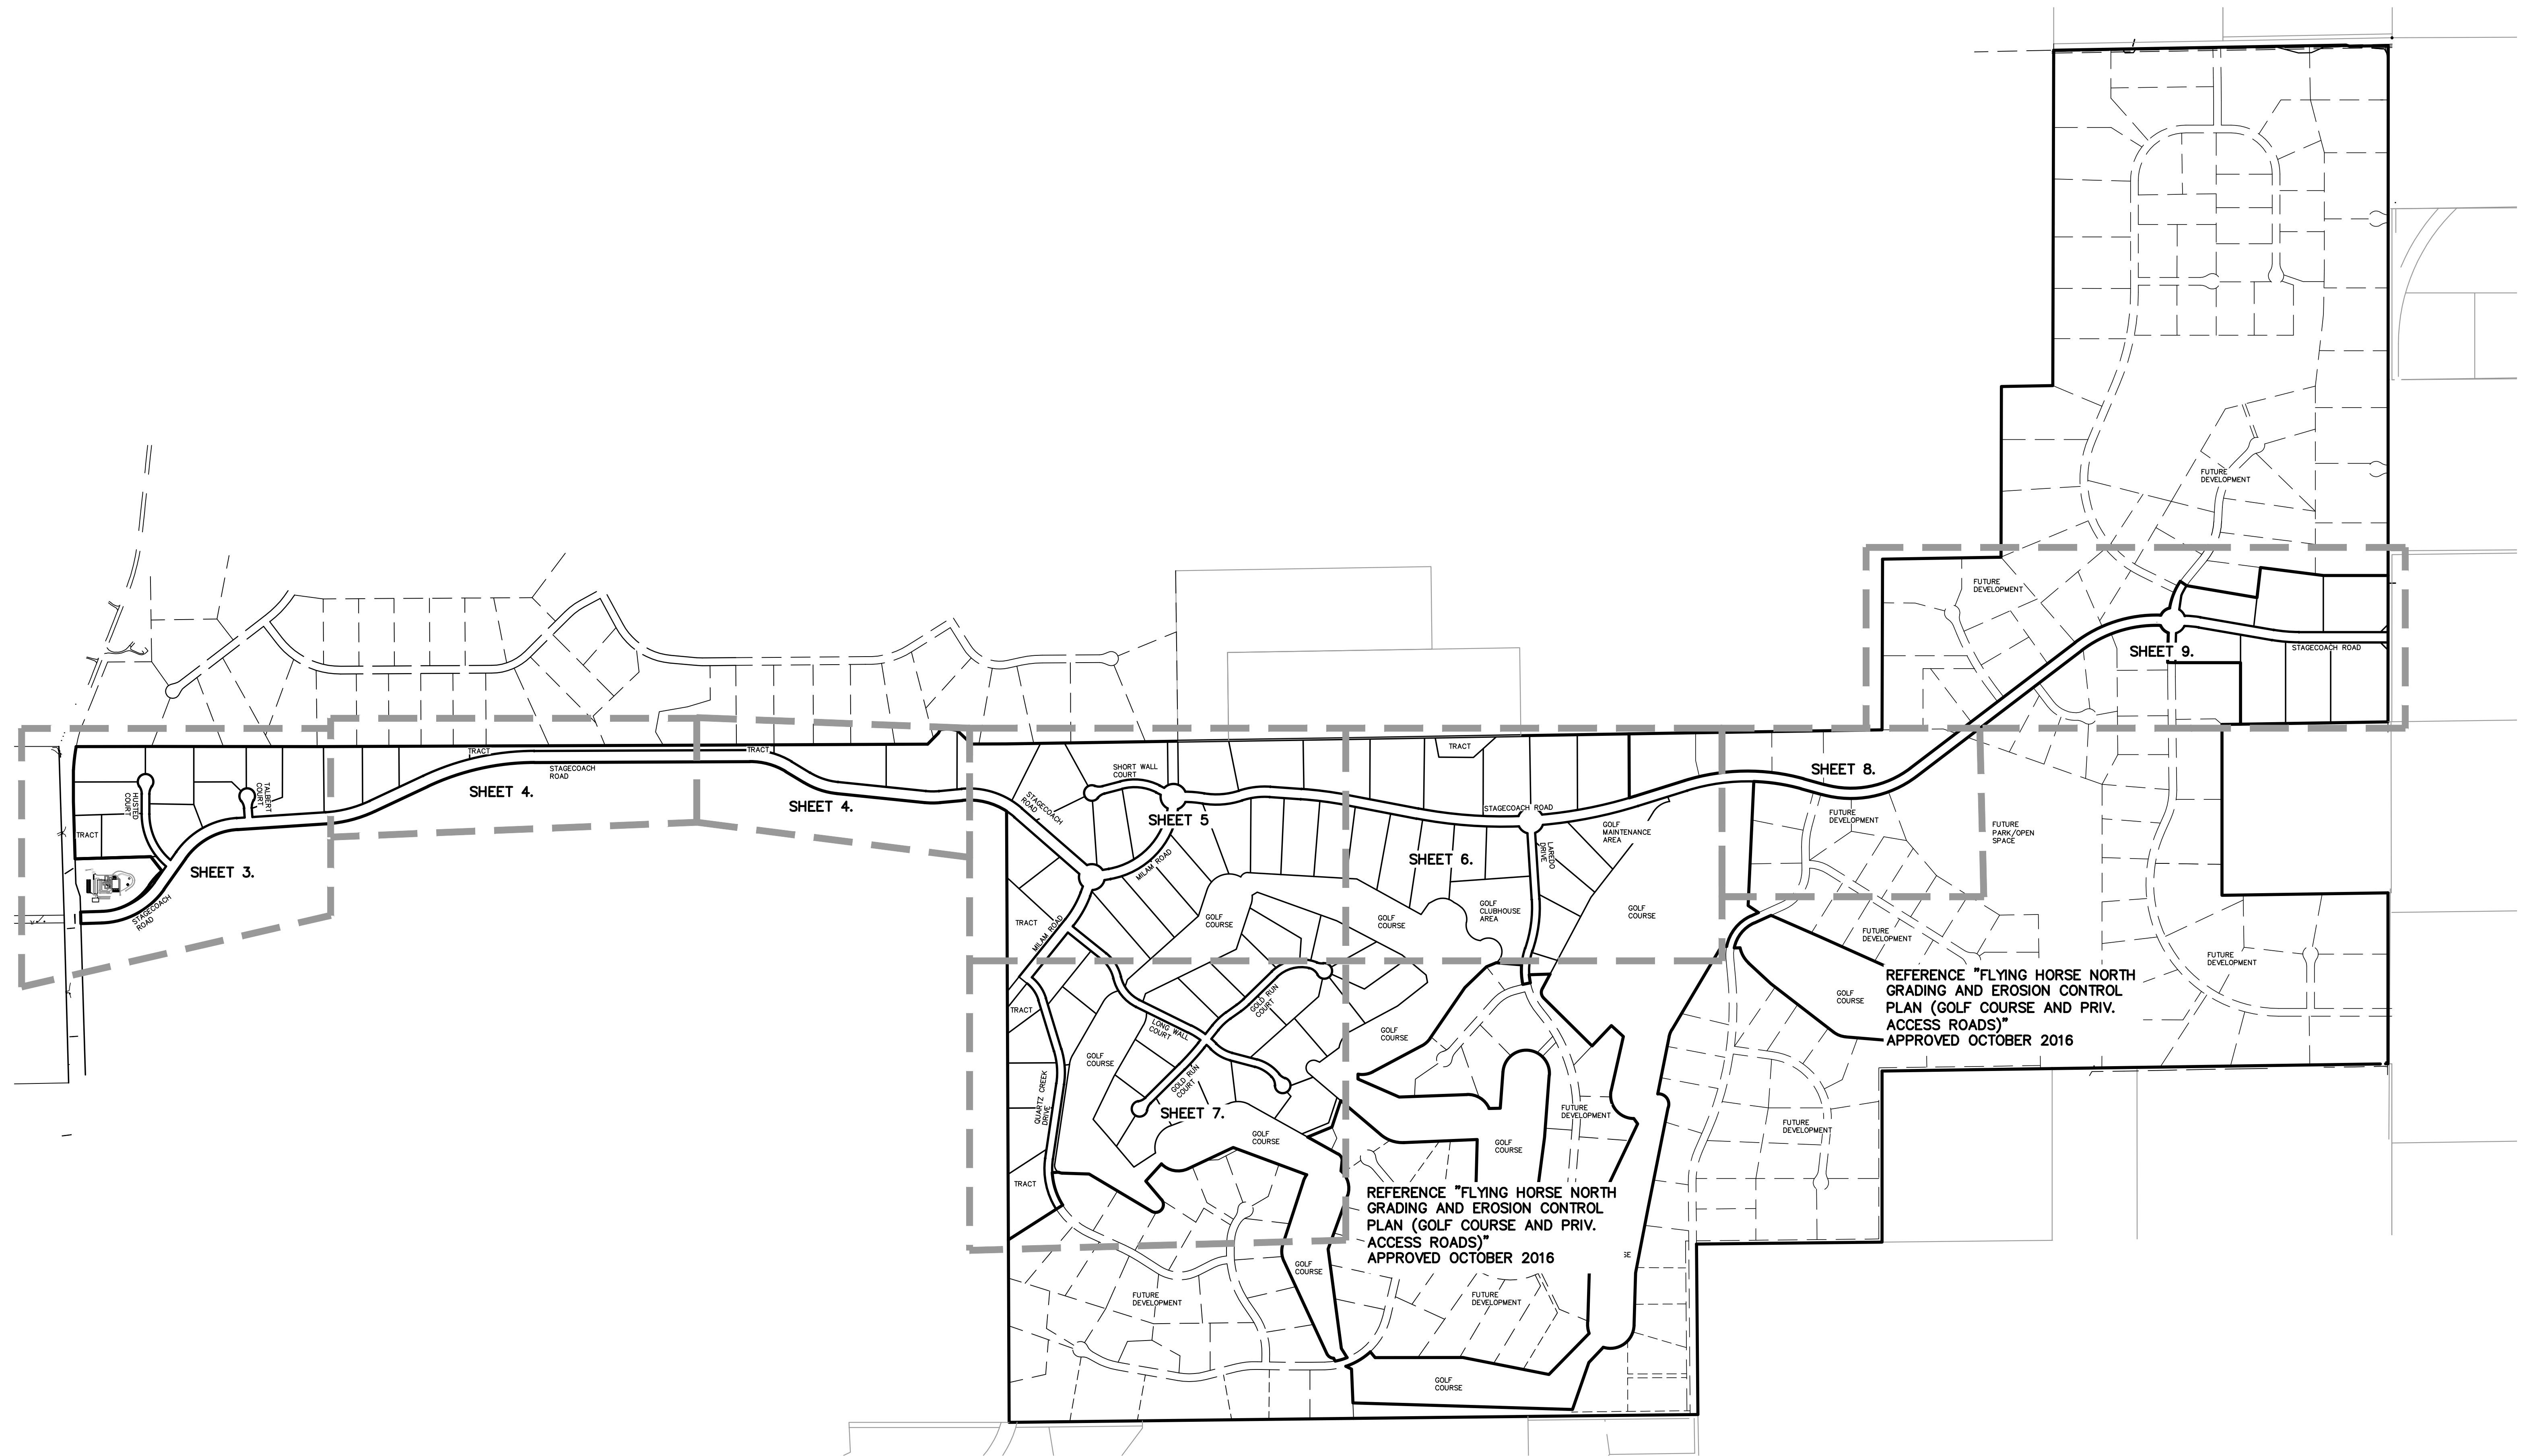 FUTURE
DEVELOPMENT
FUTURE
DEVELOPMENT
SHEET 9.
STAGECOACH ROAD
TRACT
STAGECOACH
ROAD
TRACT
SHEET 4.
SHEET 4.
HUSTED
COURT
TALBERT
COURT
TRACT
SHEET 3.
STAGECOACH
ROAD
SHORT WALL
COURT
STAGECOACH
ROAD
SHEET 5
MILAM ROAD
TRACT
STAGECOACH ROAD
SHEET 6.
LAREDO
DRIVE
GOLF
MAINTENANCE
AREA
SHEET 8.
FUTURE
DEVELOPMENT
FUTURE
PARK/OPEN
SPACE
TRACT
MILAM ROAD
GOLF
COURSE
GOLF
COURSE
GOLF
CLUBHOUSE
AREA
GOLF
COURSE
FUTURE
DEVELOPMENT
FUTURE
DEVELOPMENT
GOLF
COURSE
REFERENCE "FLYING HORSE NORTH
GRADING AND EROSION CONTROL
PLAN (GOLF COURSE AND PRIV.
ACCESS ROADS)"
APPROVED OCTOBER 2016
TRACT
GOLF
COURSE
LONG WALL
COURT
GOLD RUN
COURT
GOLF
COURSE
QUARTZ CREEK
DRIVE
GOLD RUN
COURT
SHEET 7.
GOLF
COURSE
FUTURE
DEVELOPMENT
GOLF
COURSE
FUTURE
DEVELOPMENT
TRACT
REFERENCE "FLYING HORSE NORTH
GRADING AND EROSION CONTROL
PLAN (GOLF COURSE AND PRIV.
ACCESS ROADS)"
APPROVED OCTOBER 2016
SE
GOLF
COURSE
FUTURE
DEVELOPMENT
FUTURE
DEVELOPMENT
GOLF
COURSE